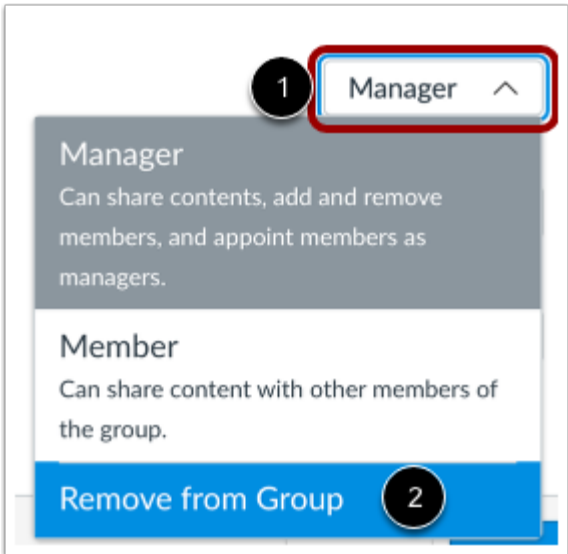 1 Manager
Manager
Can share contents, add and remove
members, and appoint members as
managers.
Member
Can share content with other members of
the group.
Remove from Group 2